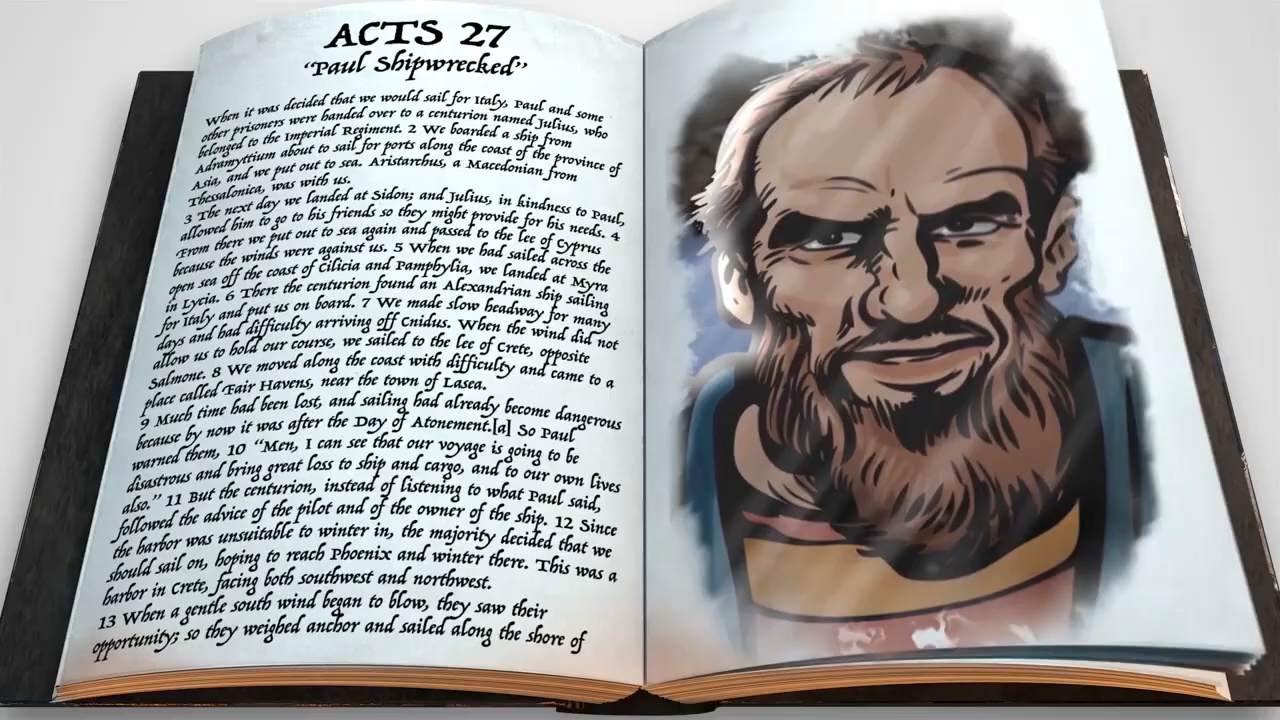 ACTS 27
“Paul Shipwrecked”
When it was decided that we would sail for Italy, Paul and some
other prisoners were handed over to a centurion named Julius, who
belonged to the Imperial Regiment. 2 We boarded a ship from
Adramyttium about to sail for ports along the coast of the province of
Asia, and we put out to sea. Aristarchus, a Macedonian from
Thessalonica, was with us.
3 The next day we landed at Sidon; and Julius, in kindness to Paul,
allowed him to go to his friends so they might provide for his needs. 4
From there we put out to sea again and passed to the lee of Cyprus
because the winds were against us. 5 When we had sailed across the
open sea off the coast of Cilicia and Pamphylia, we landed at Myra
in Lycia. 6 There the centurion found an Alexandrian ship sailing
for Italy and put us on board. 7 We made slow headway for many
days and had difficulty arriving off Cnidus. When the wind did not
allow us to hold our course, we sailed to the lee of Crete, opposite
Salmone. 8 We moved along the coast with difficulty and came to a
place called Fair Havens, near the town of Lasea.
9 Much time had been lost, and sailing had already become dangerous
because by now it was after the Day of Atonement.[a] So Paul
warned them, 10 “Men, I can see that our voyage is going to be
disastrous and bring great loss to ship and cargo, and to our own lives
also.” 11 But the centurion, instead of listening to what Paul said,
followed the advice of the pilot and of the owner of the ship. 12 Since
the harbor was unsuitable to winter in, the majority decided that we
should sail on, hoping to reach Phoenix and winter there. This was a
harbor in Crete, facing both southwest and northwest.
13 When a gentle south wind began to blow, they saw their
opportunity; so they weighed anchor and sailed along the shore of